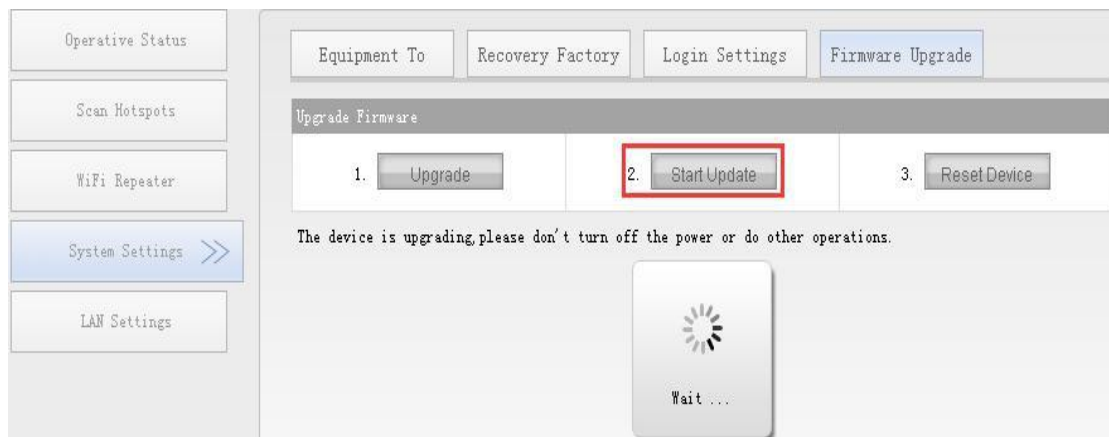 Operative Status
Scan Hotspots
WiFi Repeater
System Settings
LAN Settings
Equipment To Recovery Factory Login Settings Firmware Upgrade
Upgrade Firmware
1. Upgrade 2. Start Update 3. Reset Device
The device is upgrading,please don't turn off the power or do other operations.
Wait ...